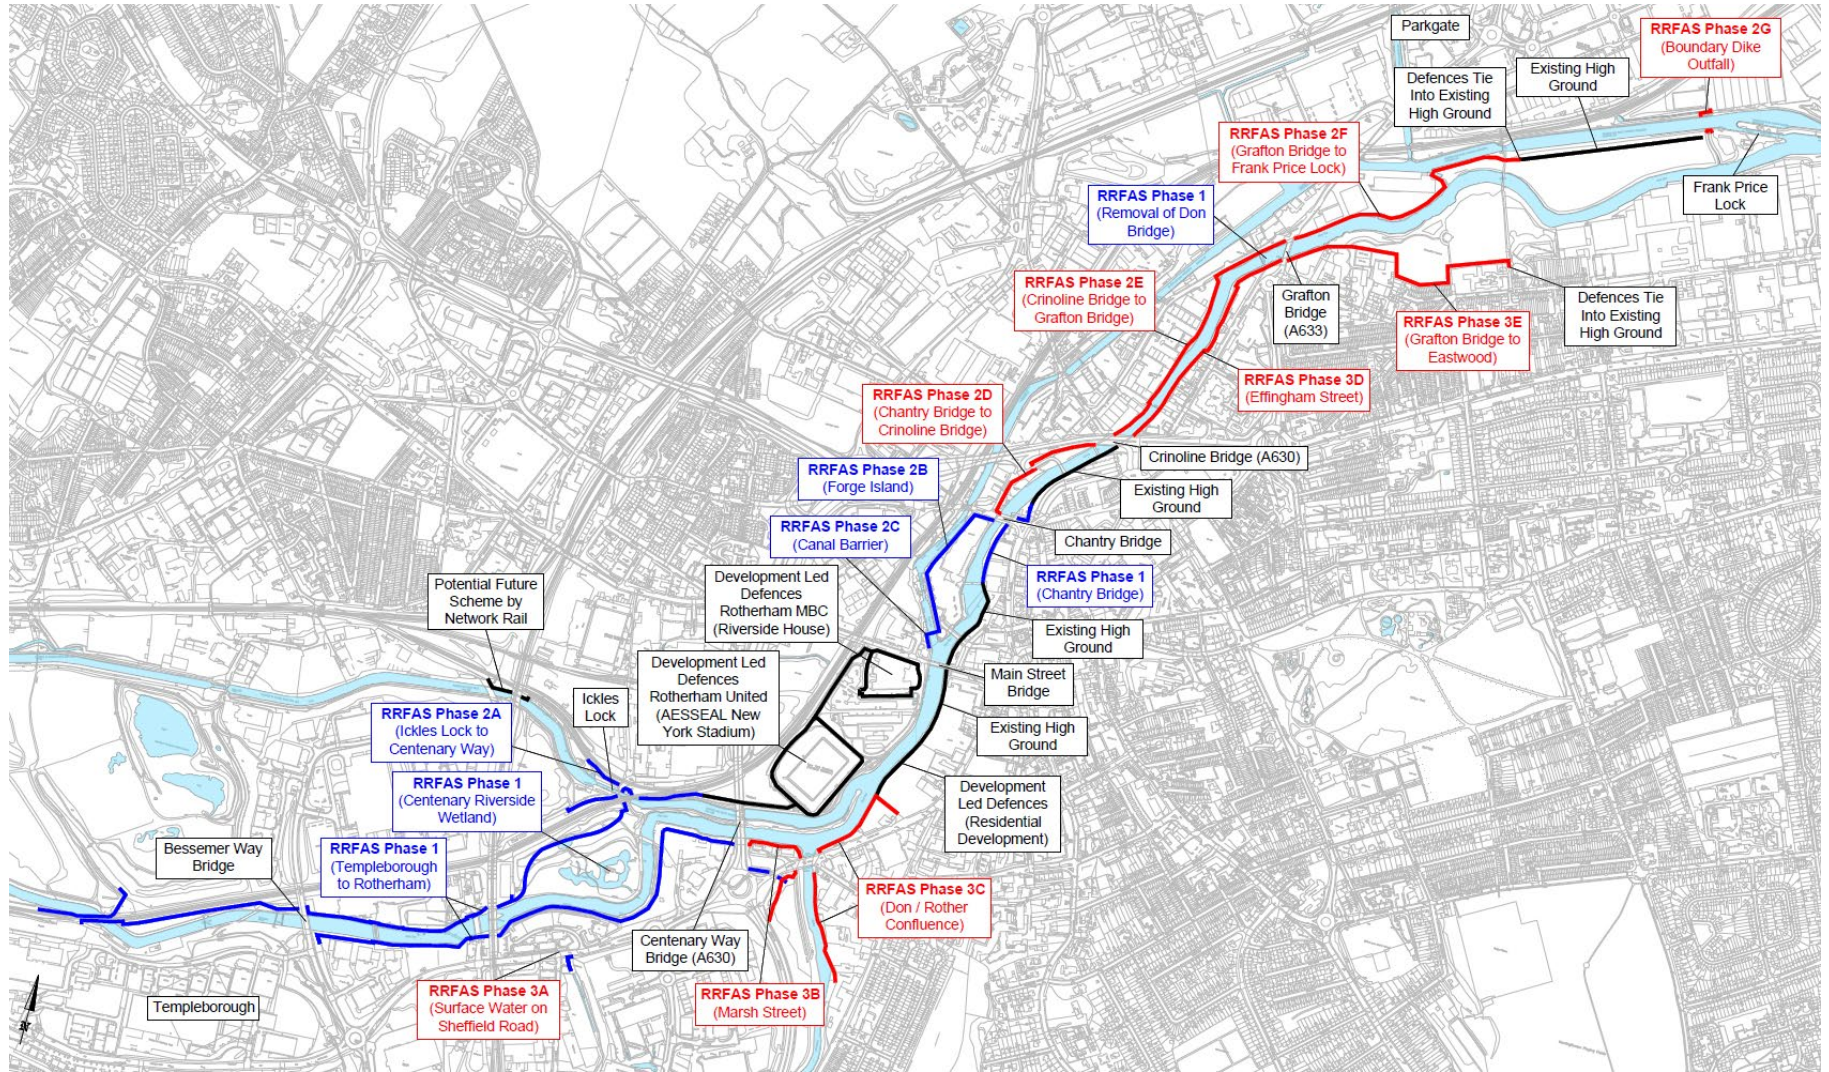 Parkgate
RRFAS Phase 2G
(Boundary Dike
Outfall)
Existing High
Ground
Defences Tie
Into Existing
High Ground
RRFAS Phase 2F
(Grafton Bridge to
Frank Price Lock)
Frank Price
Lock
RRFAS Phase 1
(Removal of Don
Bridge)
RRFAS Phase 2E
(Crinoline Bridge to
Grafton Bridge)
Grafton
Bridge
(A633)
Defences Tie
Into Existing
High Ground
RRFAS Phase 3E
(Grafton Bridge to
Eastwood)
RRFAS Phase 3D
(Effingham Street)
RRFAS Phase 2D
(Chantry Bridge to
Crinoline Bridge)
Crinoline Bridge (A630)
RRFAS Phase 2B
(Forge Island)
Existing High
Ground
RRFAS Phase 2C
(Canal Barrier)
Chantry Bridge
Development Led
Defences
Rotherham MBC
(Riverside House)
RRFAS Phase 1
(Chantry Bridge)
Potential Future
Scheme by
Network Rail
Existing High
Ground
Development Led
Defences
Rotherham United
(AESSEAL New
York Stadium)
Main Street
Bridge
Ickles
Lock
RRFAS Phase 2A
(Ickles Lock to
Centenary Way)
Existing High
Ground
RRFAS Phase 1
(Centenary Riverside
Wetland)
Development
Led Defences
(Residential
Development)
Bessemer Way
Bridge
RRFAS Phase 1
(Templeborough
to Rotherham)
RRFAS Phase 3C
(Don / Rother
Confluence)
Centenary Way
Bridge (A630)
RRFAS Phase 3A
(Surface Water on
Sheffield Road)
RRFAS Phase 3B
(Marsh Street)
Templeborough
N